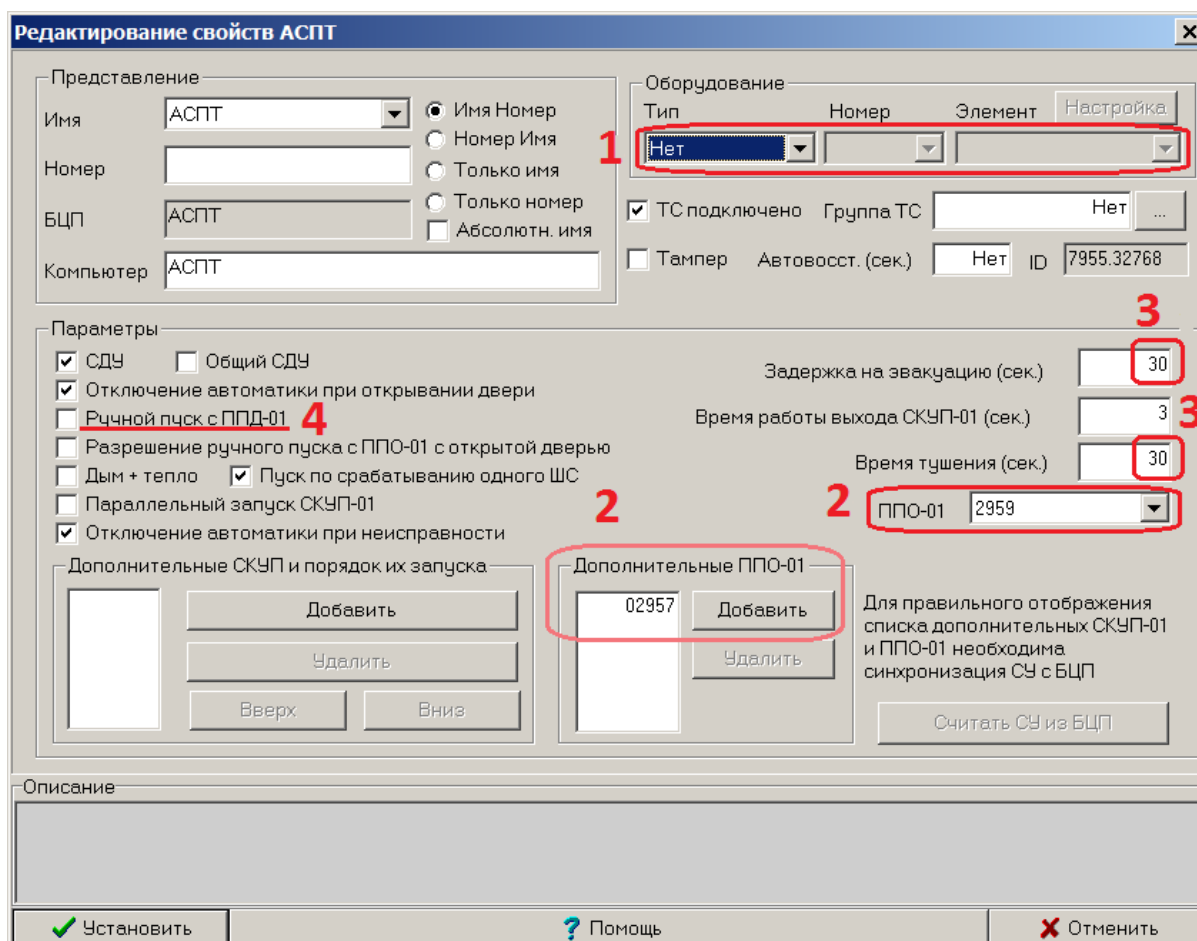 Редактирование свойств АСПТ
Представление
Имя АСПТ
Имя Номер
Номер Имя
Номер
Только имя
Только номер
БЦП АСПТ
Абсолютн. имя
Компьютер АСПТ
Оборудование
Тип Номер Элемент Настройка
1 Нет
ТС подключено Группа ТС Нет ...
Тампер Автовосст. (сек.) Нет ID 7955.32768
Параметры
СДУ Общий СДУ
Отключение автоматики при открывании двери
Ручной пуск с ППД-01 4
Разрешение ручного пуска с ППО-01 с открытой дверью
Дым + тепло Пуск по срабатыванию одного ШС
Параллельный запуск СКУП-01
Отключение автоматики при неисправности
3
Задержка на эвакуацию (сек.) 30
Время работы выхода СКУП-01 (сек.) 3 3
Время тушения (сек.) 30
2 ППО-01 2959
Дополнительные СКУП и порядок их запуска
Добавить
Удалить
Вверх Вниз
2
Дополнительные ППО-01
02957 Добавить
Удалить
Для правильного отображения
списка дополнительных СКУП-01
и ППО-01 необходима
синхронизация СУ с БЦП
Считать СУ из БЦП
Описание
Установить ? Помощь Отменить